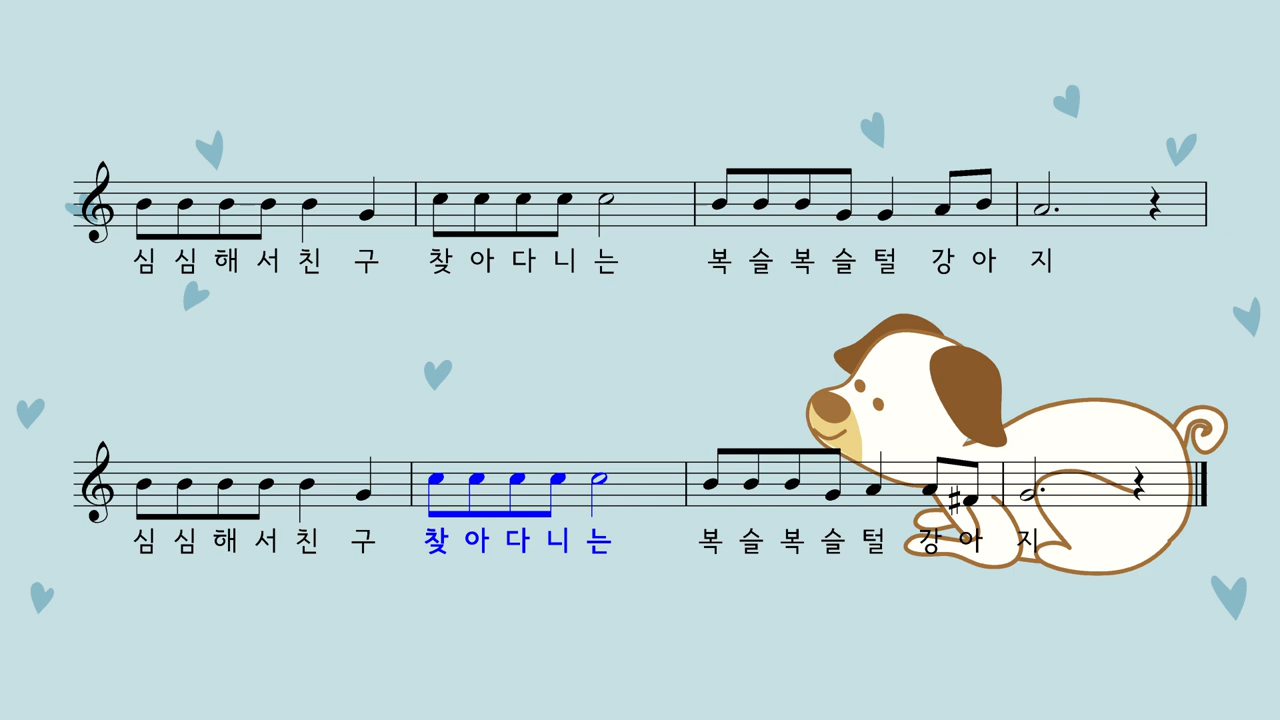 심 심 해 서 친 구 찾 아 다 니 는 복 슬 복 슬 털 강 아 지
심 심 해 서 친 구 찾 아 다 니 는 복 슬 복 슬 털 강 아 지